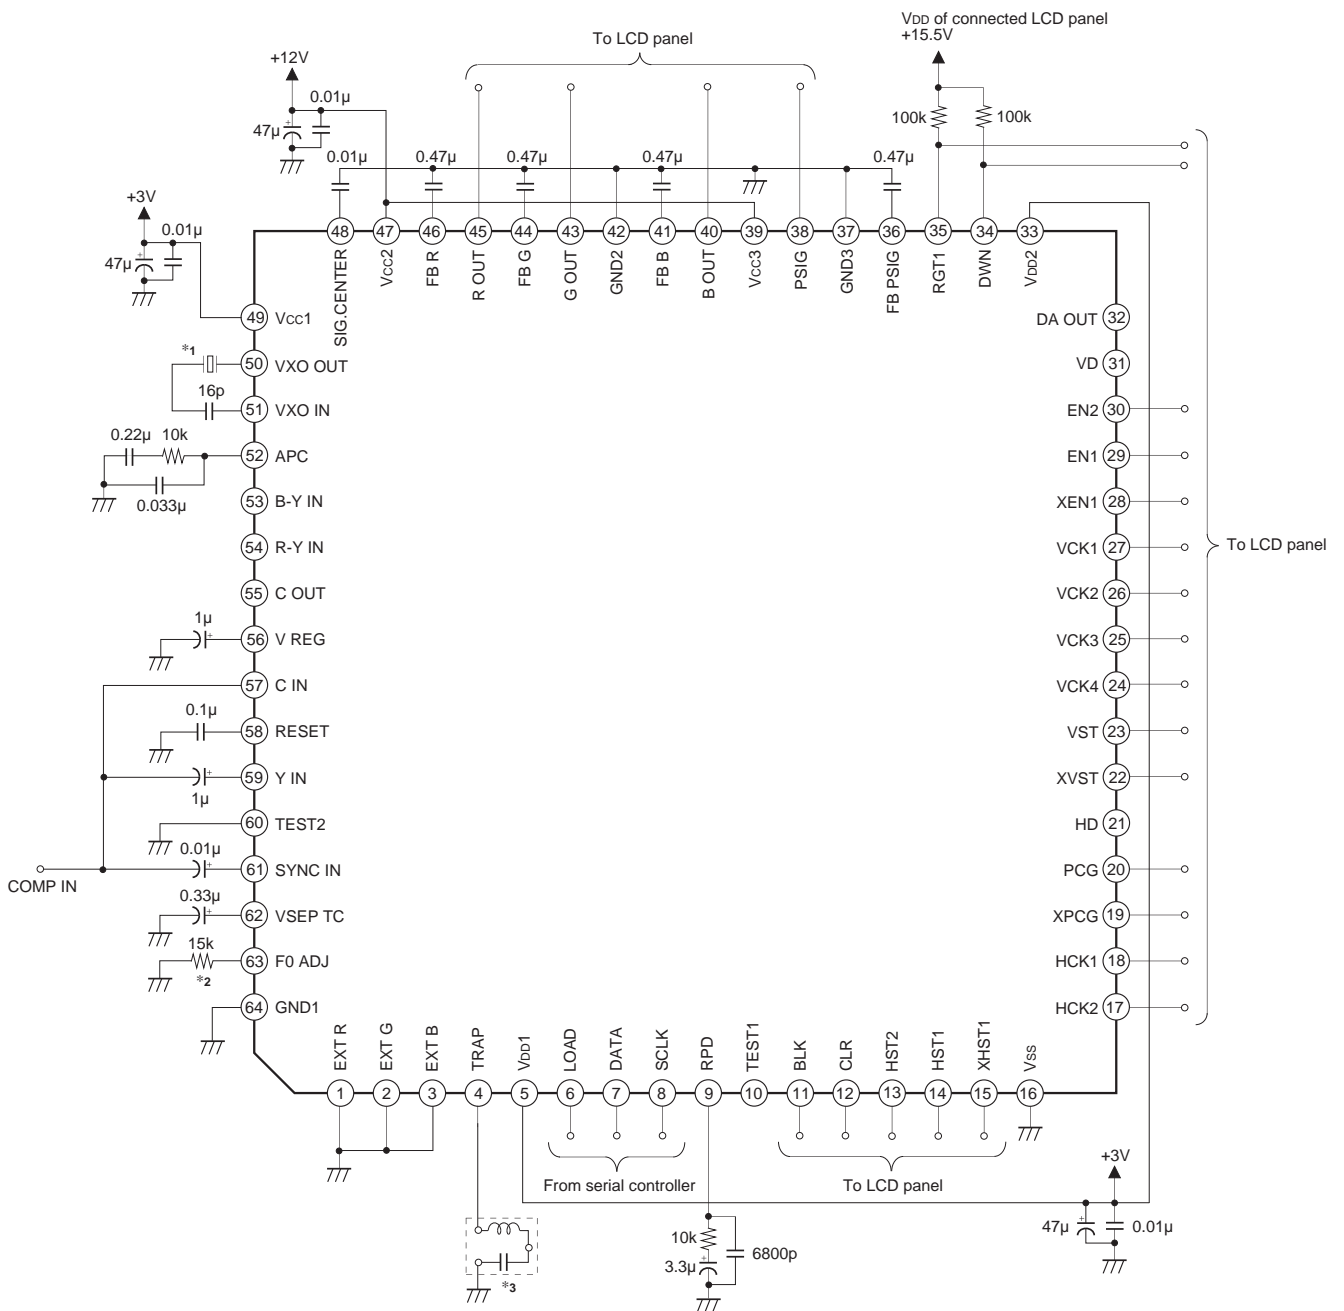 VDD of connected LCD panel
+15.5V
To LCD panel
+12V
0.01µ
47µ
100k
100k
0.01µ
0.47µ
0.47µ
0.47µ
0.47µ
+3V
0.01µ
47µ
48
47
46
45
44
43
42
41
40
39
38
37
36
35
34
33
SIG.CENTER
VCC2
FB R
R OUT
FB G
G OUT
GND2
FB B
B OUT
VCC3
PSIG
GND3
FB PSIG
RGT1
DWN
VDD2
49 VCC1
DA OUT 32
*1
50 VXO OUT
VD 31
16p
51 VXO IN
EN2 30
0.22µ 10k
52 APC
EN1 29
0.033µ
53 B-Y IN
XEN1 28
54 R-Y IN
VCK1 27
To LCD panel
55 C OUT
VCK2 26
1µ
56 V REG
VCK3 25
57 C IN
VCK4 24
0.1µ
58 RESET
VST 23
59 Y IN
XVST 22
1µ
60 TEST2
HD 21
0.01µ
61 SYNC IN
PCG 20
COMP IN
0.33µ
62 VSEP TC
XPCG 19
15k
63 F0 ADJ
HCK1 18
*2
64 GND1
HCK2 17
EXT R
EXT G
EXT B
TRAP
VDD1
LOAD
DATA
SCLK
RPD
TEST1
BLK
CLR
HST2
HST1
XHST1
VSS
1
2
3
4
5
6
7
8
9
10
11
12
13
14
15
16
From serial controller
To LCD panel
+3V
47µ
0.01µ
10k
3.3µ
6800p
*3